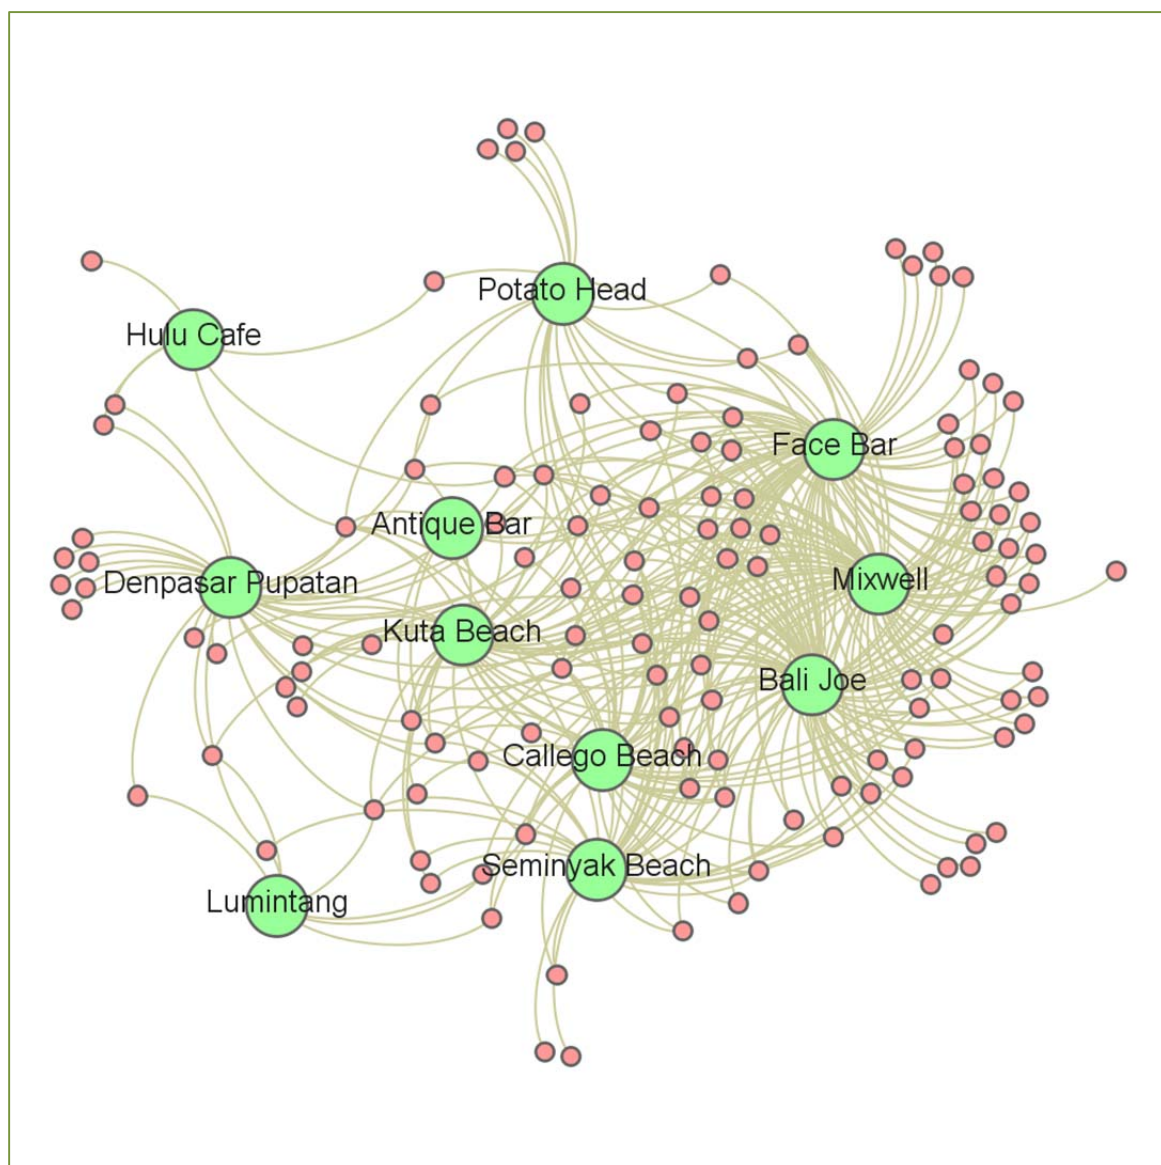 Potato Head
Hulu Cafe
Face Bar
Antique Bar
Denpasar Pupatan
Mixwell
Kuta Beach
Bali Joe
Callego Beach
Seminyak Beach
Lumintang